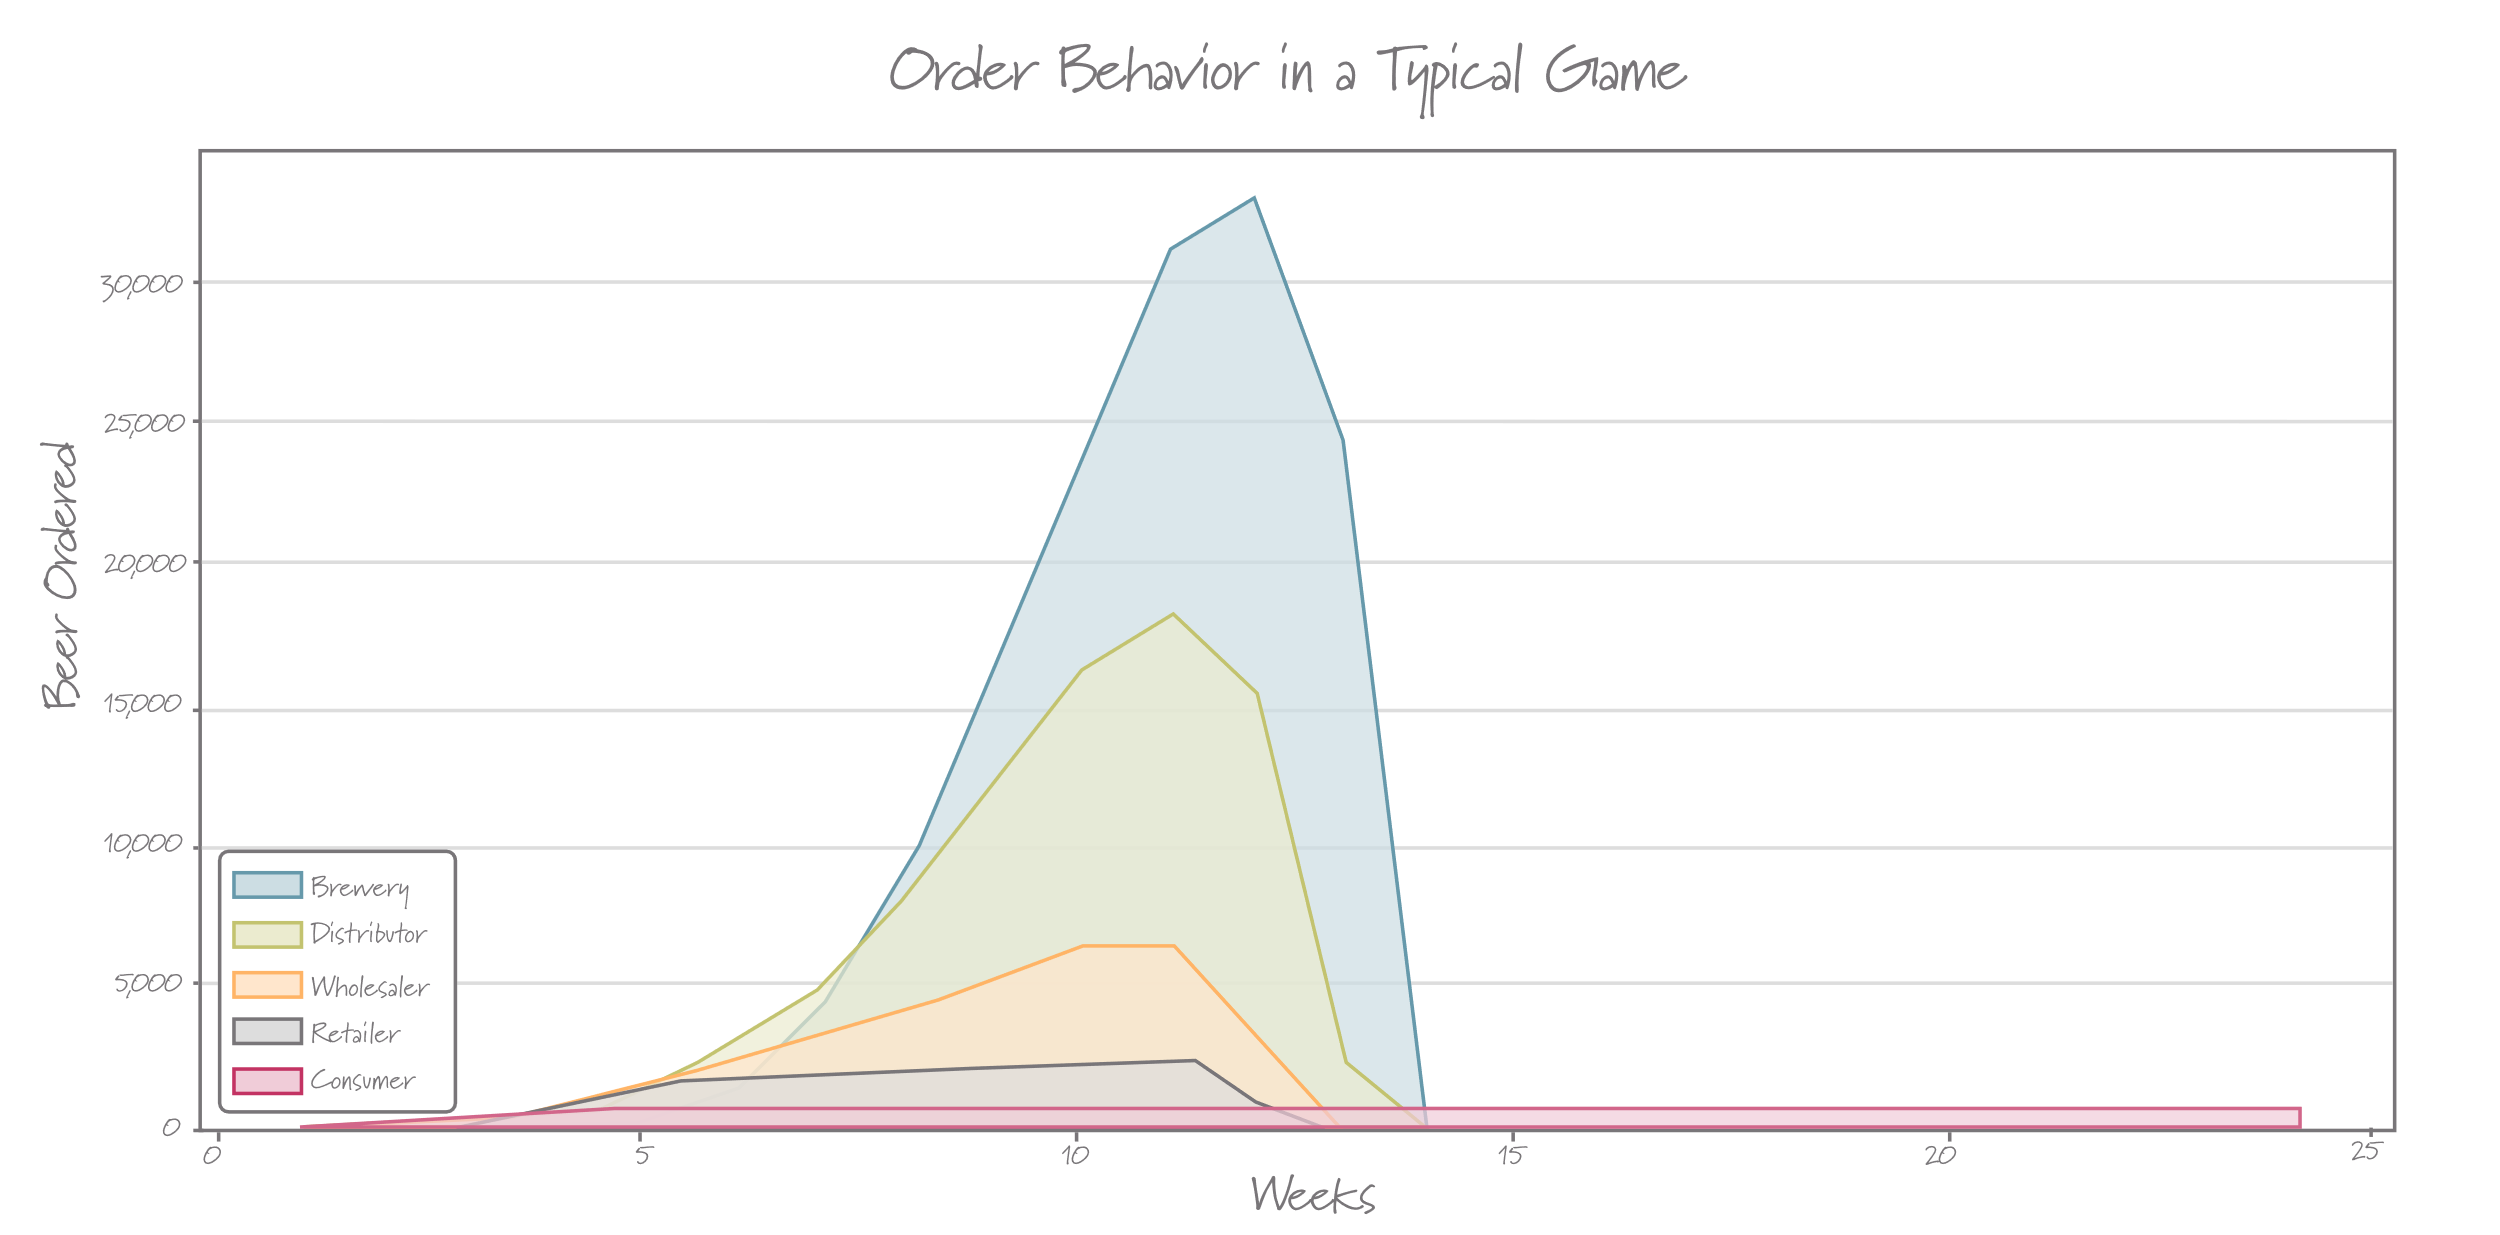 Order Behavior in a Typical Game
Beer Ordered
30,000
25,000
20,000
15,000
10,000
5,000
0
Brewery
Distributor
Wholesaler
Retailer
Consumer
0 5 10 15 20 25
Weeks